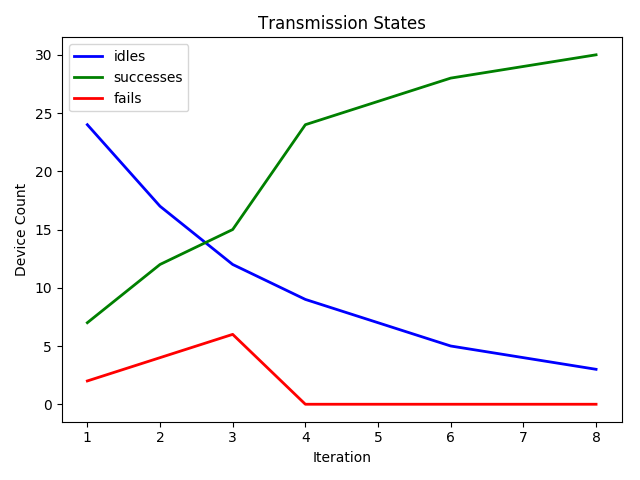 Transmission States
idles
successes
fails
Device Count
30
25
20
15
10
5
0
1 2 3 4 5 6 7 8
Iteration